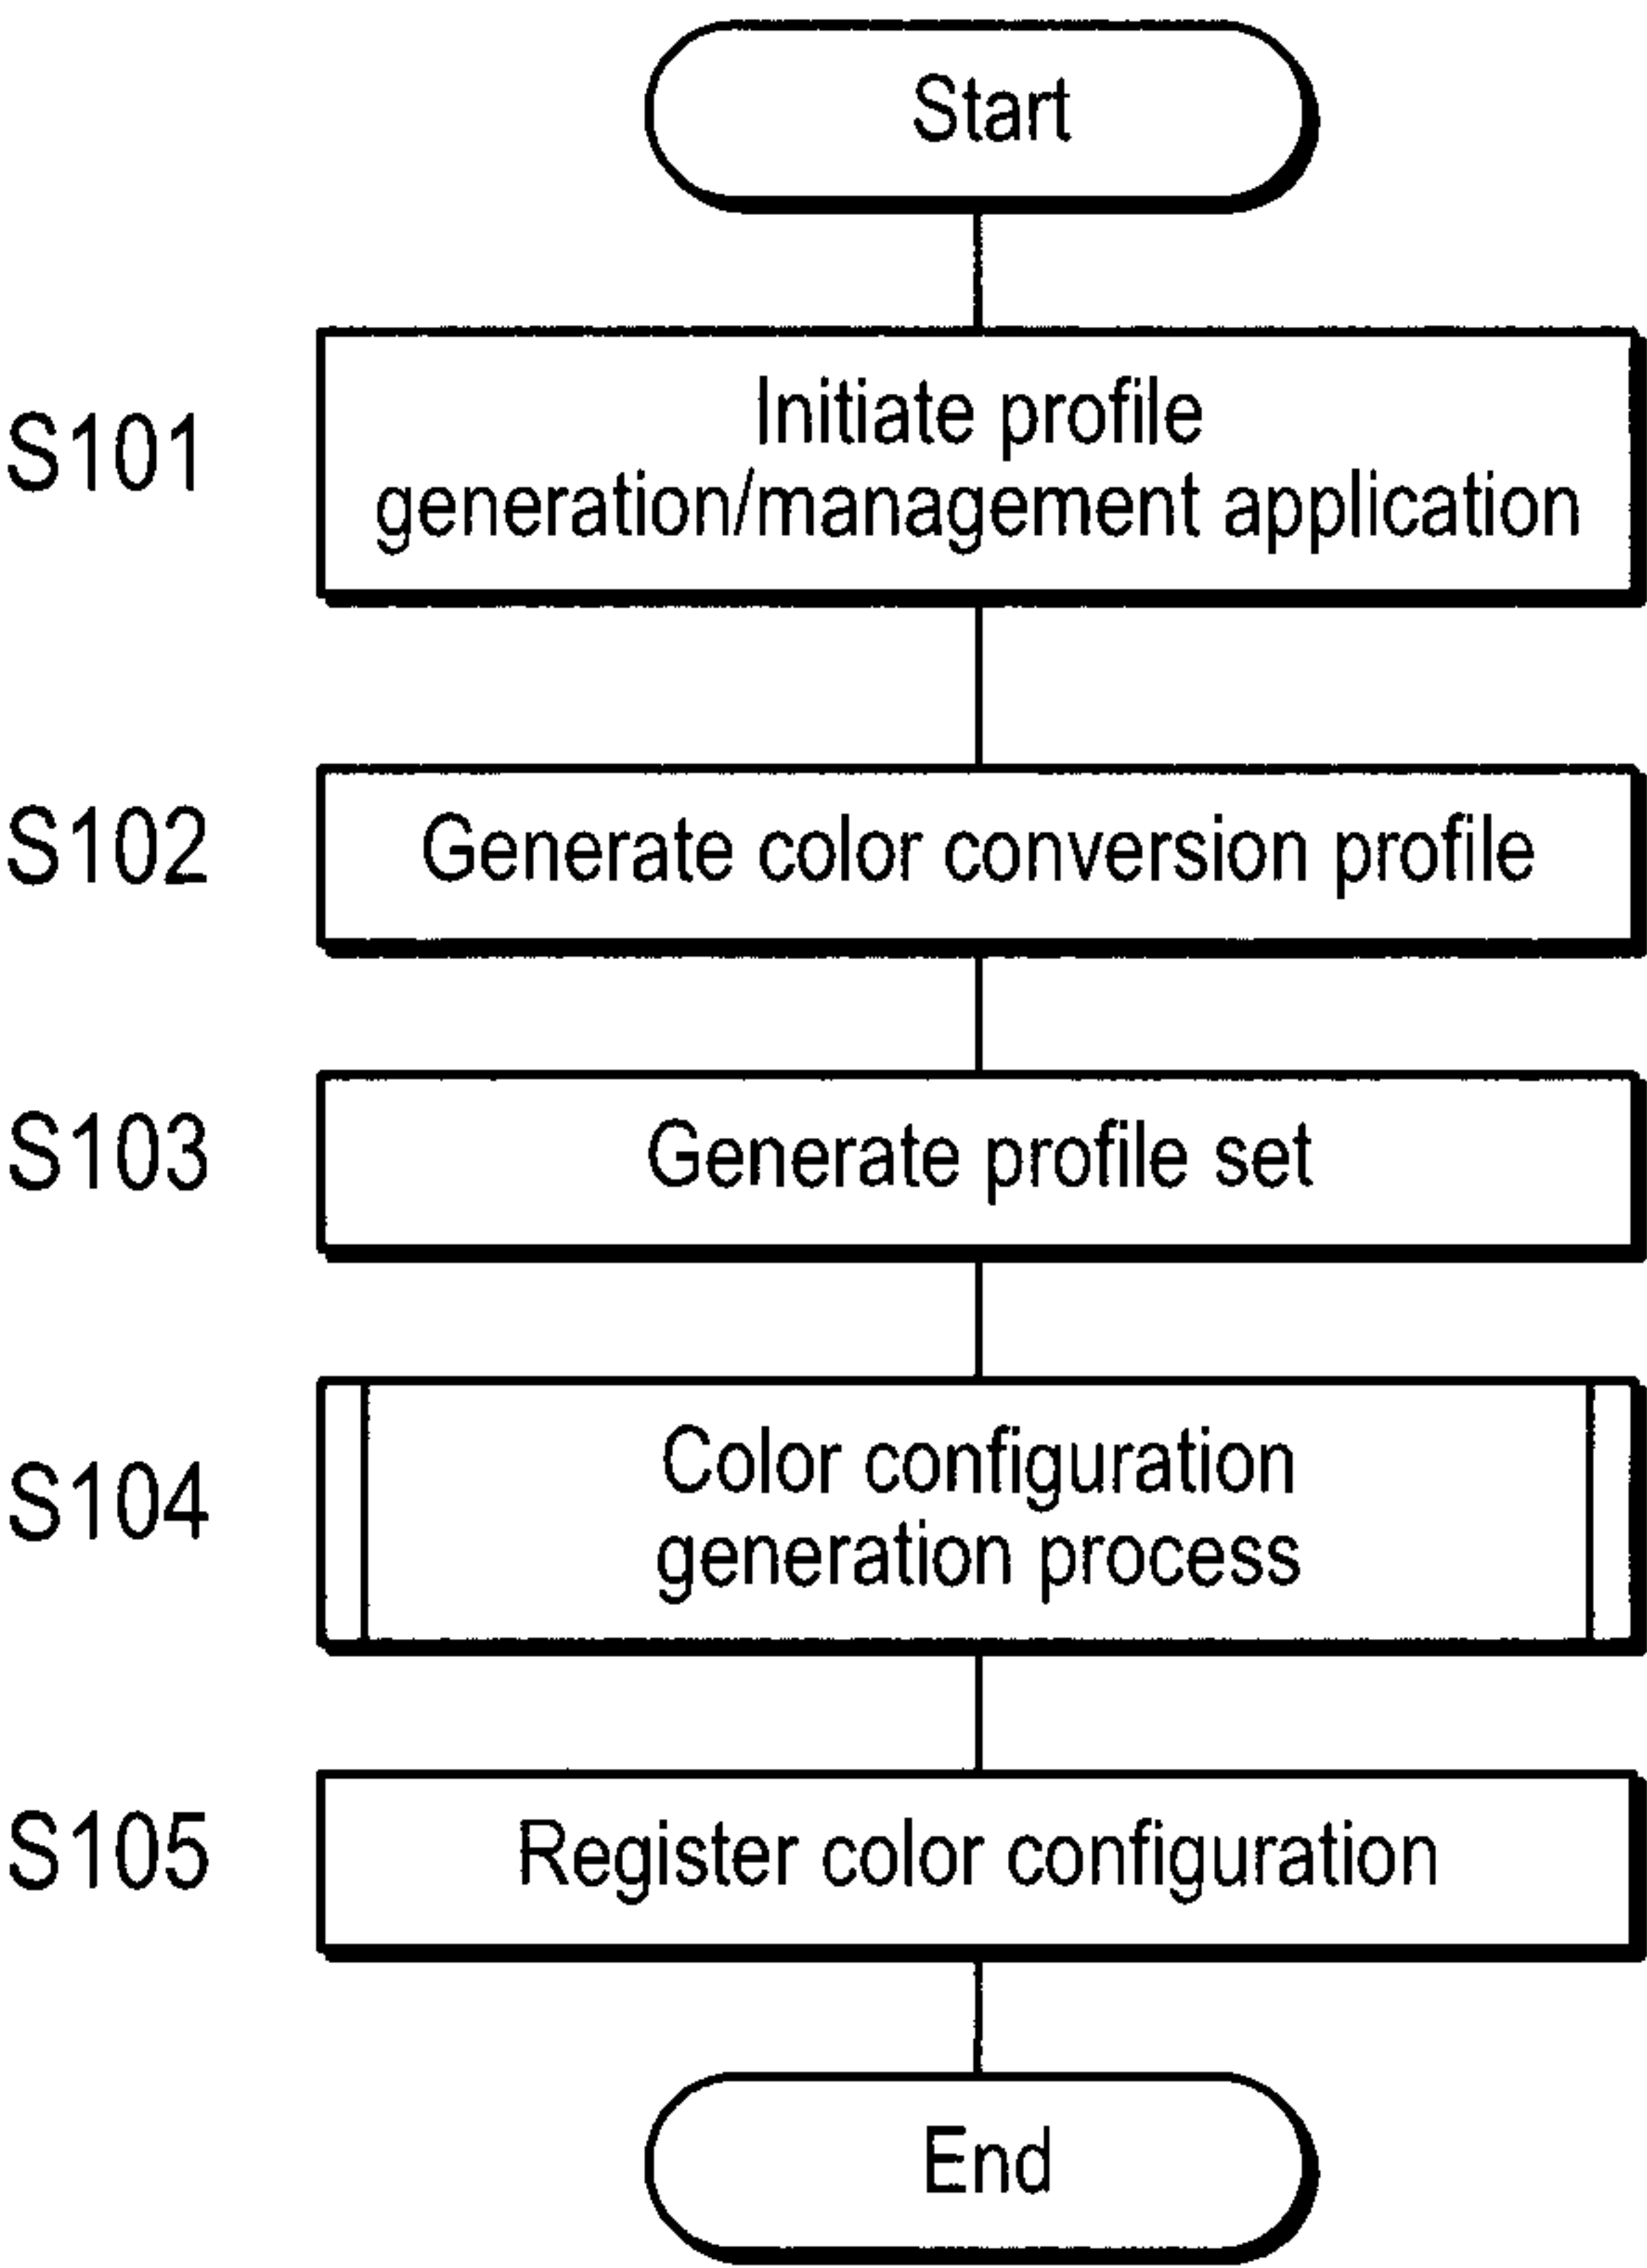 Start
S101
Initiate profile
generation/management application
S102
Generate color conversion profile
S103
Generate profile set
S104
Color configuration
generation process
S105
Register color configuration
End